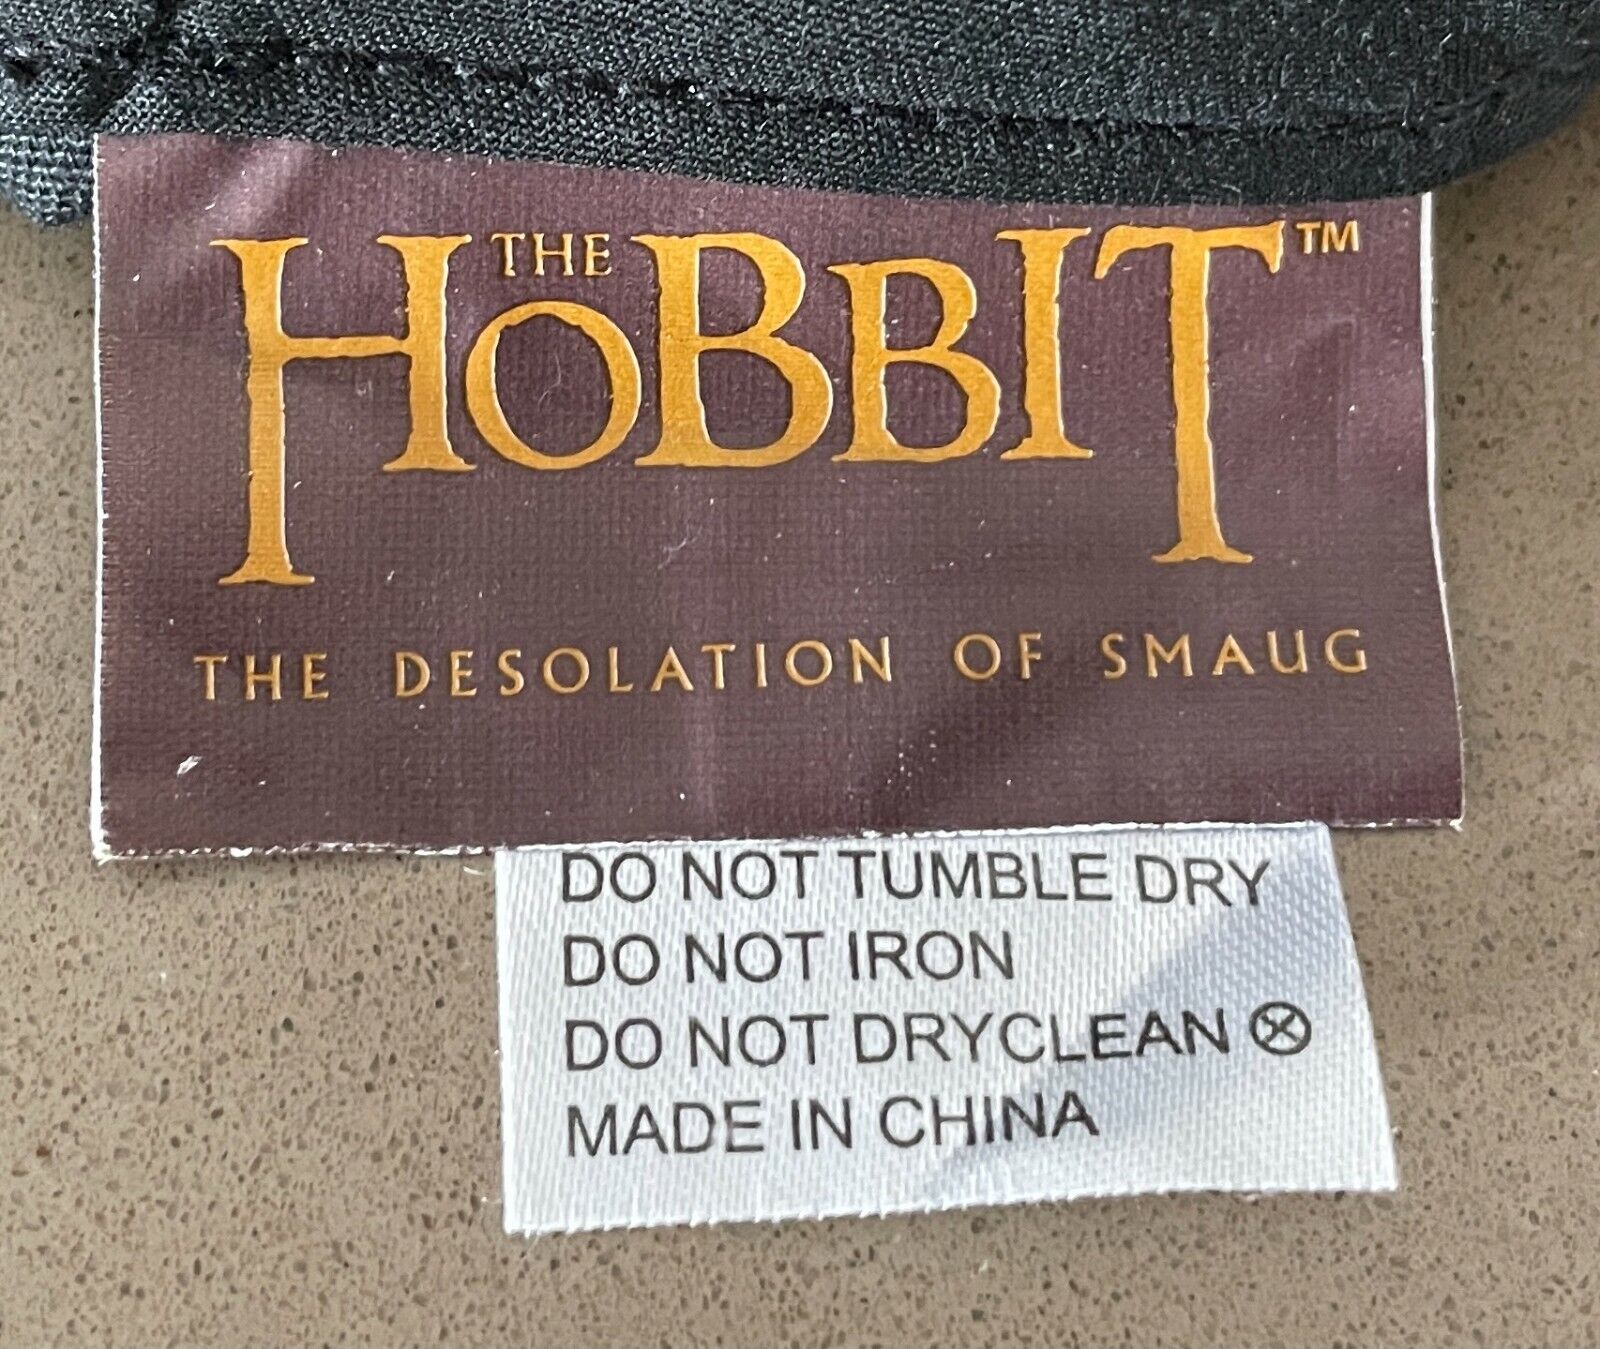 THE
HOBBIT™
THE DESOLATION OF SMAUG
DO NOT TUMBLE DRY
DO NOT IRON
DO NOT DRYCLEAN
MADE IN CHINA